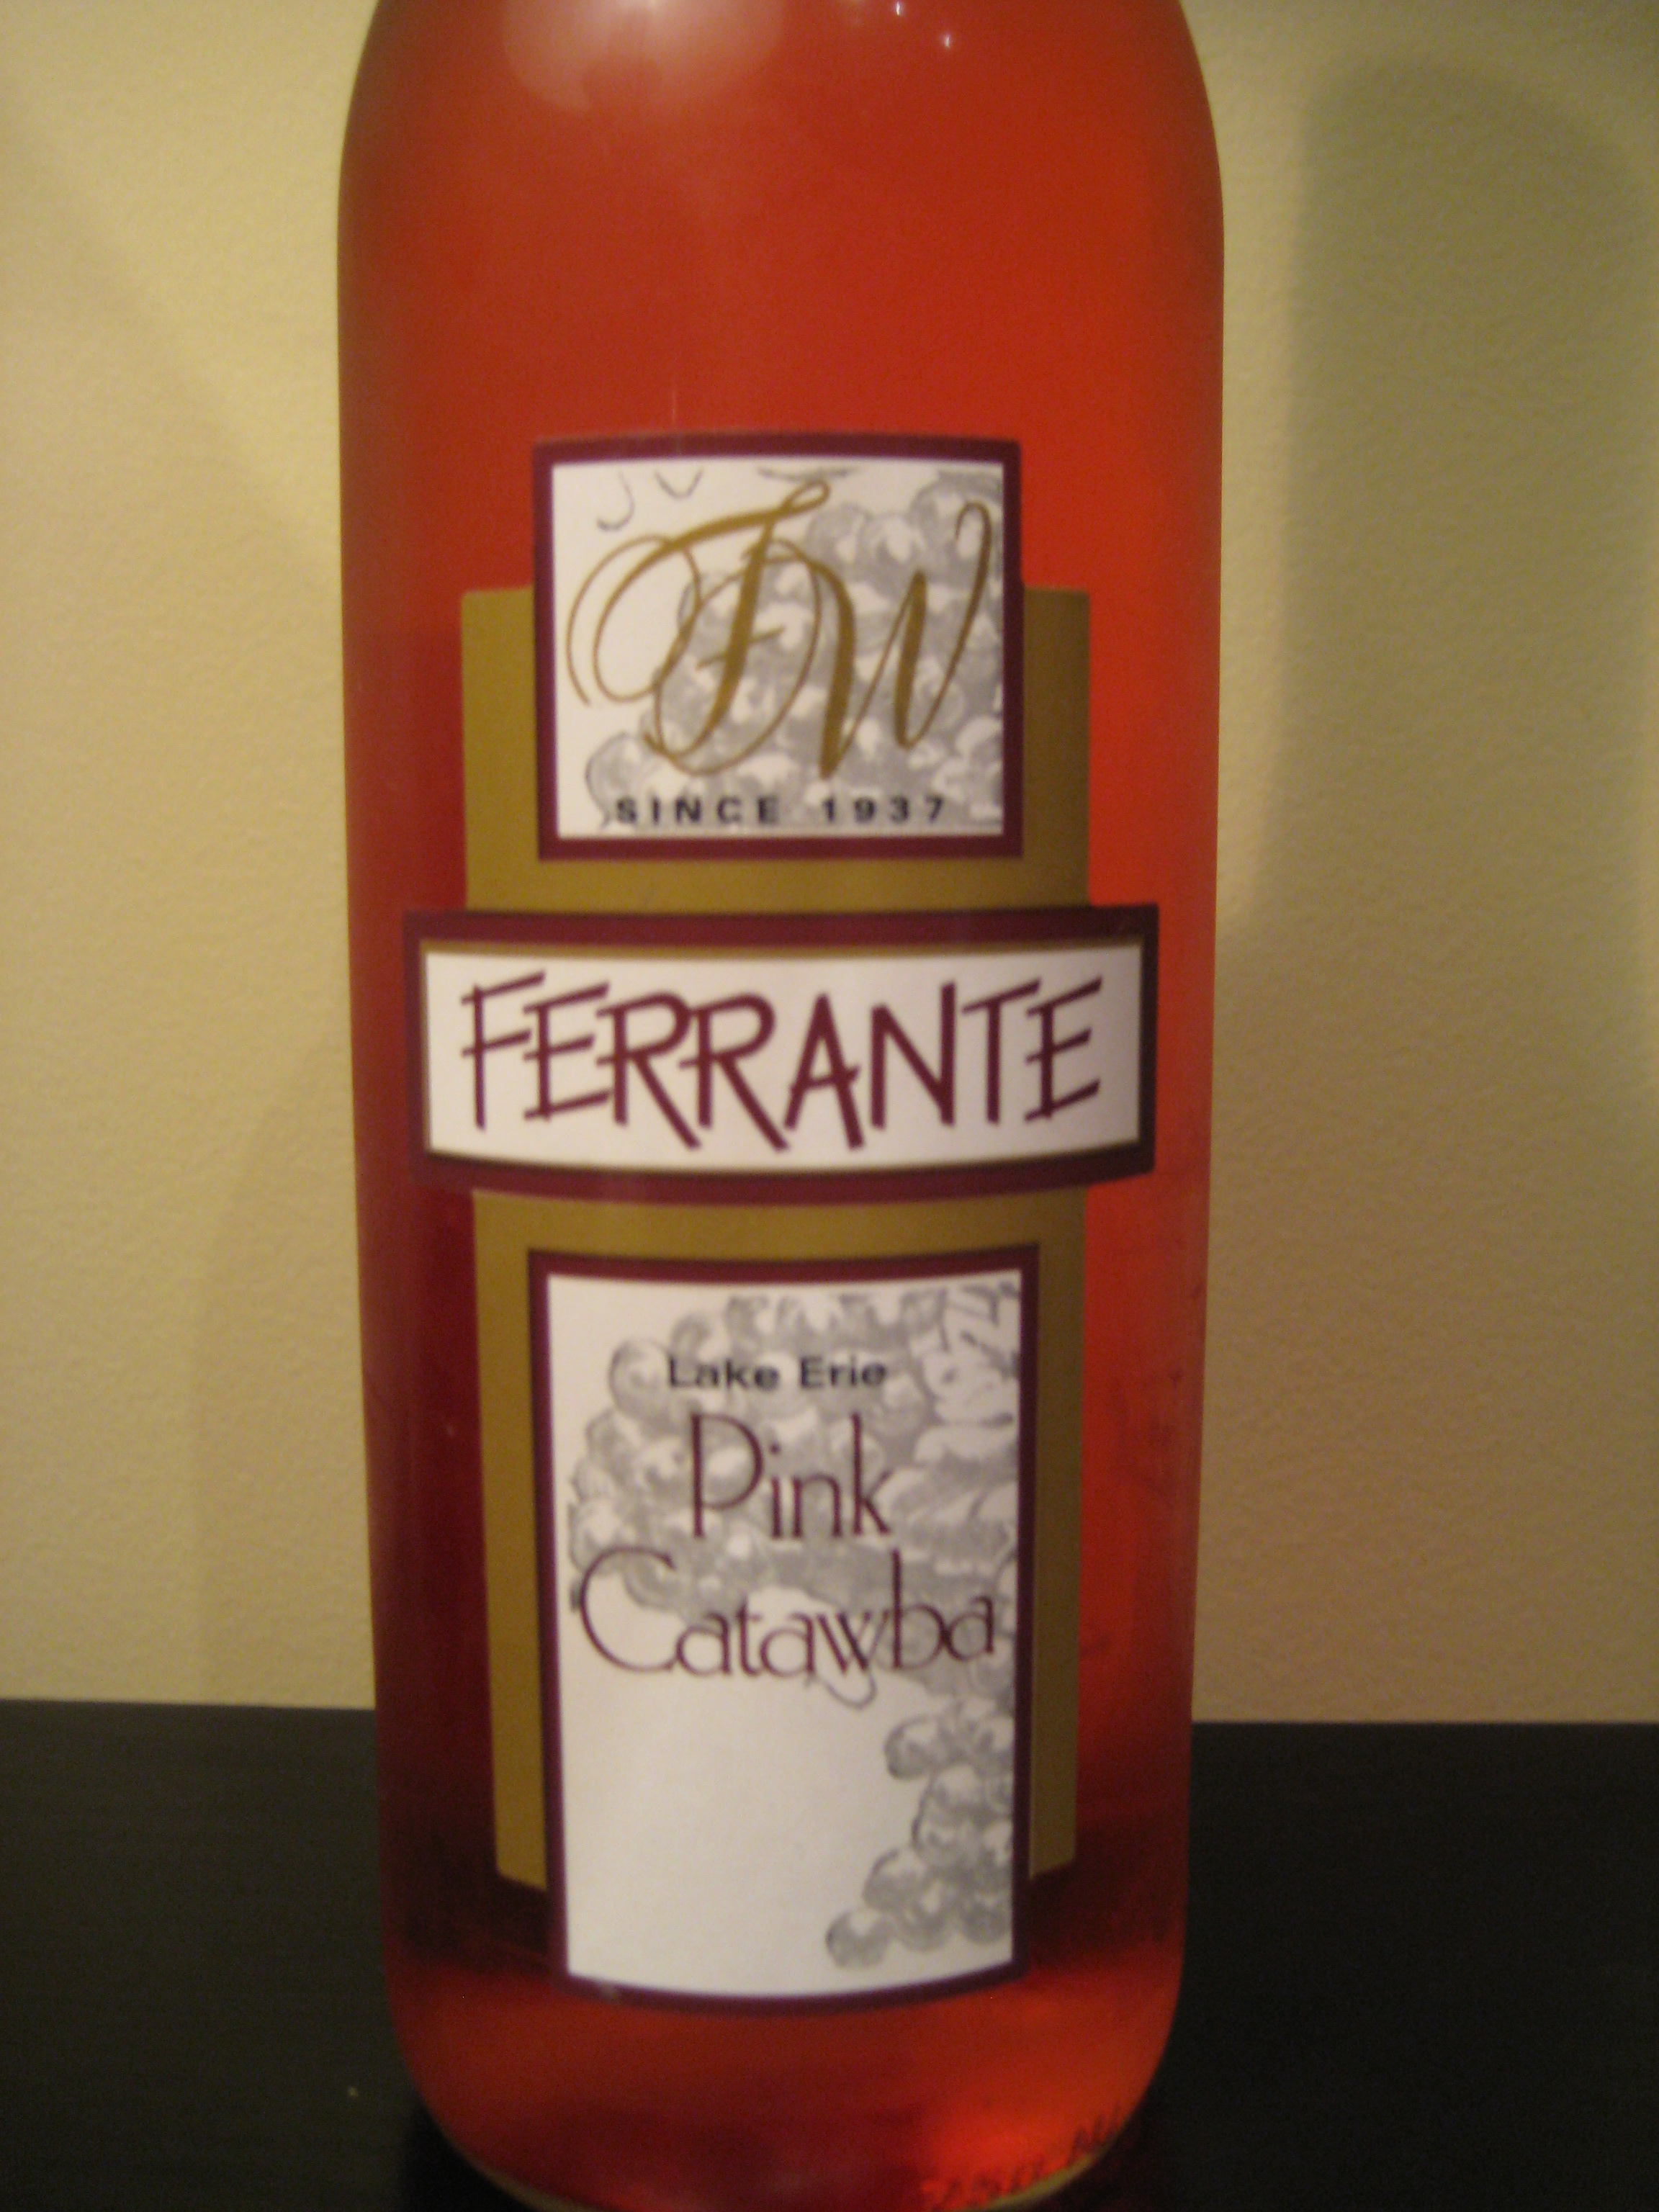 FW
SINCE 1937
FERRANTE
Lake Erie
Pink
Catawba